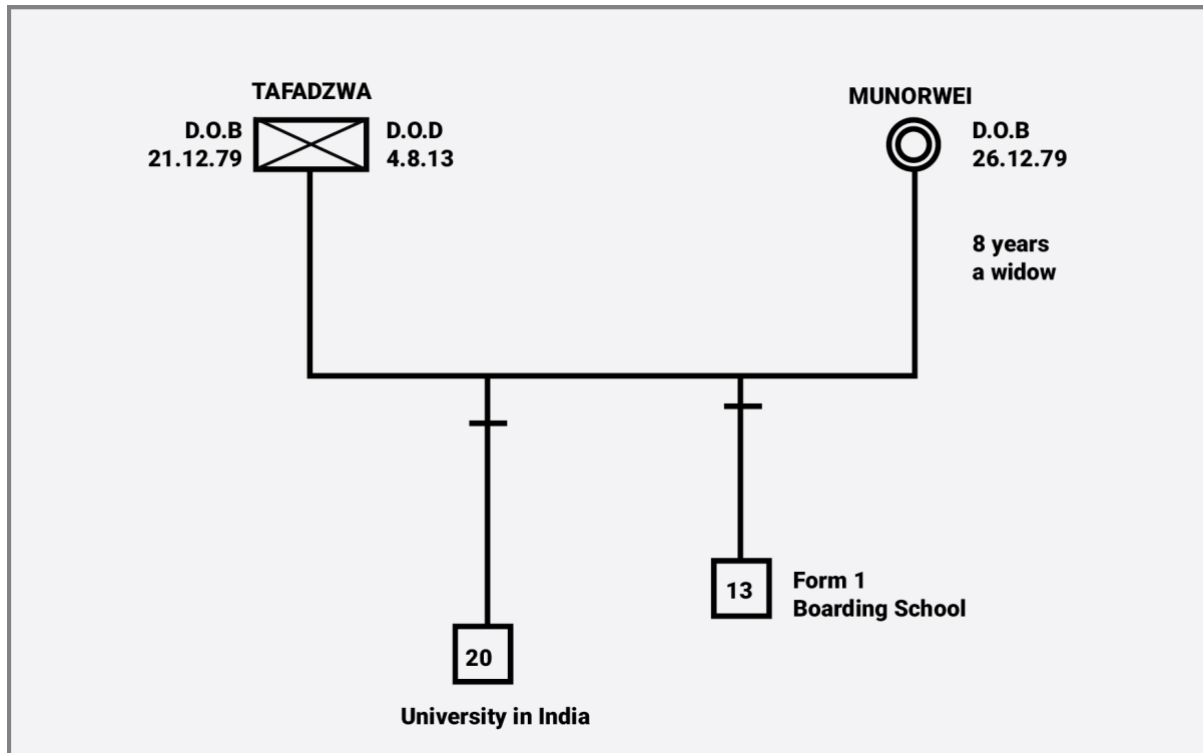 TAFADZWA
D.O.B
21.12.79
D.O.D
4.8.13
MUNORWEI
D.O.B
26.12.79
8 years
a widow
13
Form 1
Boarding School
20
University in India